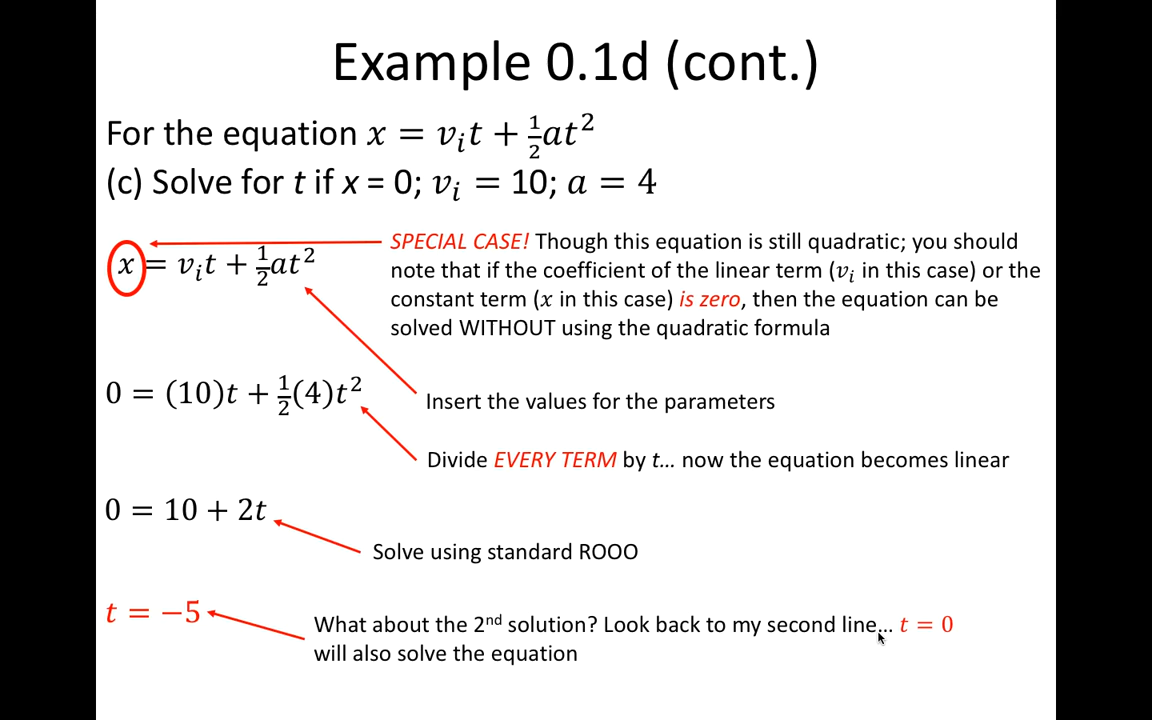 Example 0.1d (cont.)
For the equation x = vᵢt + ½at²
(c) Solve for t if x = 0; vᵢ = 10; a = 4
x = vᵢt + ½at²
SPECIAL CASE! Though this equation is still quadratic; you should
note that if the coefficient of the linear term (vᵢ in this case) or the
constant term (x in this case) is zero, then the equation can be
solved WITHOUT using the quadratic formula
0 = (10)t + ½(4)t²
Insert the values for the parameters
Divide EVERY TERM by t... now the equation becomes linear
0 = 10 + 2t
Solve using standard ROOO
t = −5
What about the 2nd solution? Look back to my second line... t = 0
will also solve the equation